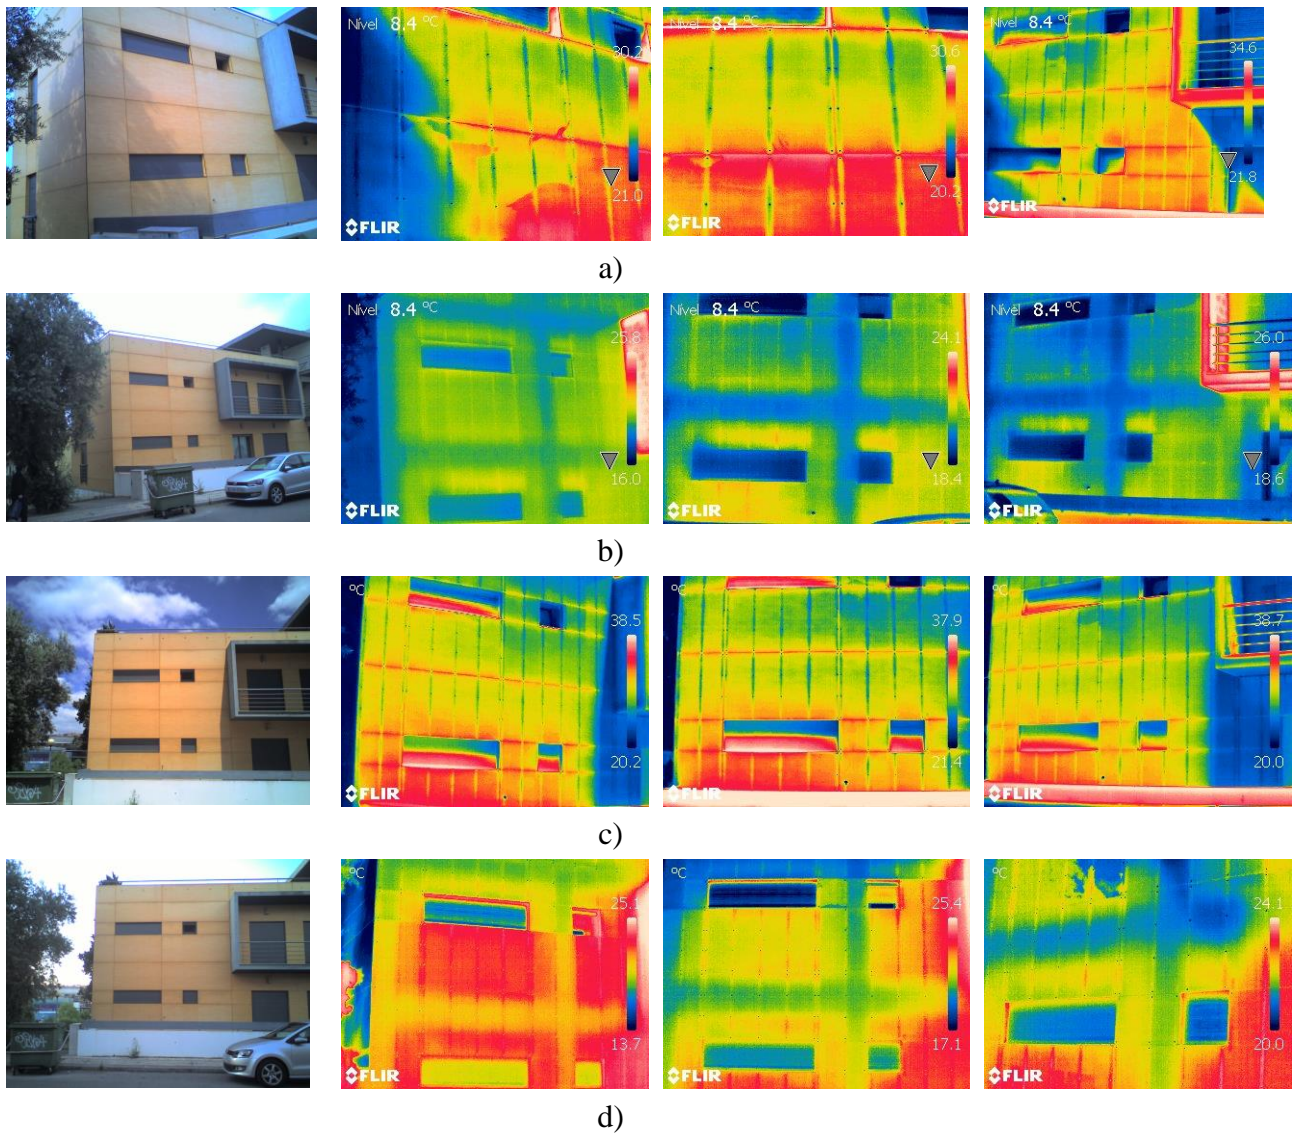 Nível 8.4 °C
30.2
21.0
FLIR
Nível 8.4 °C
30.6
20.2
FLIR
Nível 8.4 °C
34.6
21.8
FLIR
a)
Nível 8.4 °C
25.8
16.0
FLIR
Nível 8.4 °C
24.1
18.4
FLIR
Nível 8.4 °C
26.0
18.6
FLIR
b)
°C
38.5
20.2
FLIR
°C
37.9
21.4
FLIR
°C
38.7
20.0
FLIR
c)
°C
25.1
13.7
FLIR
°C
25.4
17.1
FLIR
°C
24.1
20.0
FLIR
d)